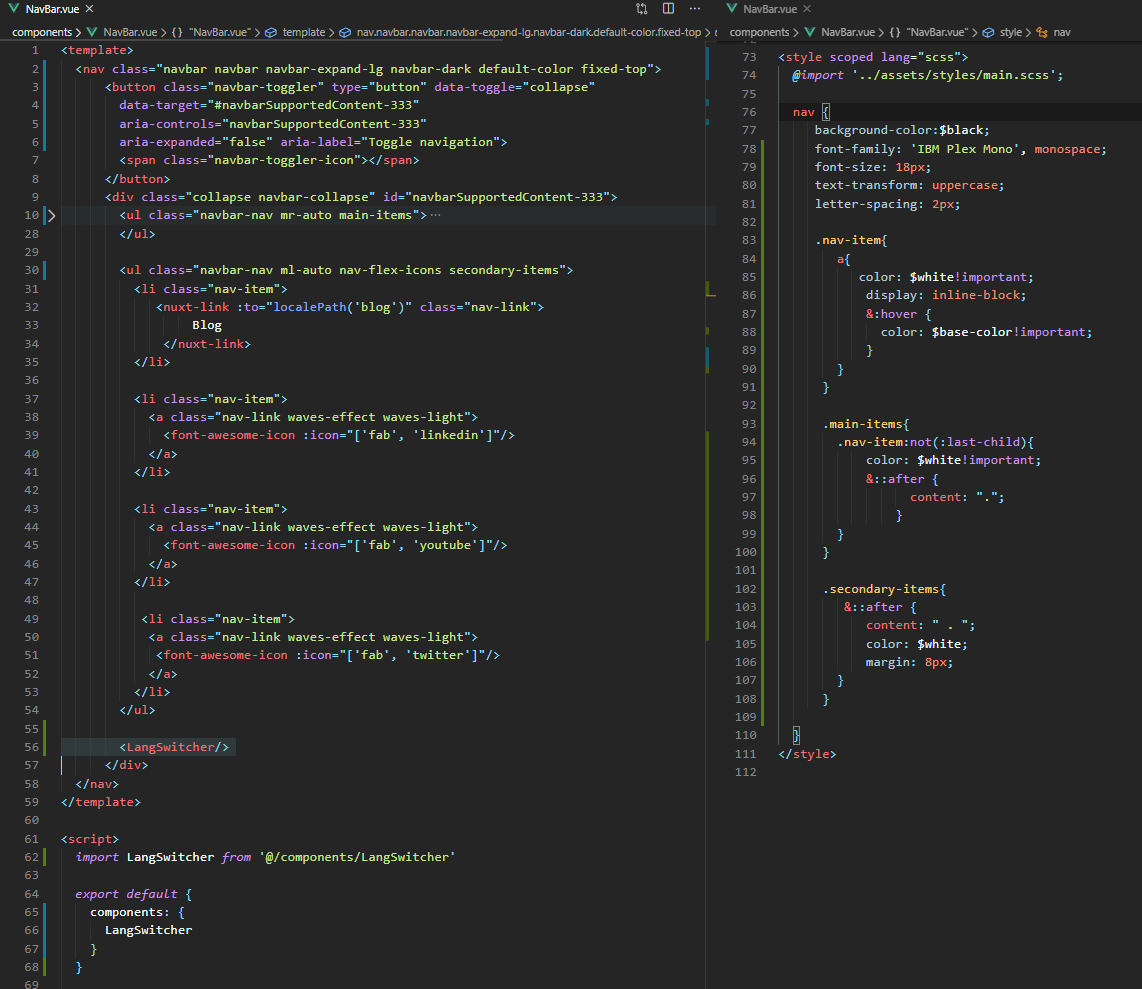 NavBar.vue
components > NavBar.vue > {} "NavBar.vue" > template > nav.navbar.navbar.navbar-expand-lg.navbar-dark.default-color.fixed-top >
1 <template>
2 <nav class="navbar navbar navbar-expand-lg navbar-dark default-color fixed-top">
3 <button class="navbar-toggler" type="button" data-toggle="collapse"
4 data-target="#navbarSupportedContent-333"
5 aria-controls="navbarSupportedContent-333"
6 aria-expanded="false" aria-label="Toggle navigation">
7 <span class="navbar-toggler-icon"></span>
8 </button>
9 <div class="collapse navbar-collapse" id="navbarSupportedContent-333">
10 <ul class="navbar-nav mr-auto main-items">…
28 </ul>
29
30 <ul class="navbar-nav ml-auto nav-flex-icons secondary-items">
31 <li class="nav-item">
32 <nuxt-link :to="localePath('blog')" class="nav-link">
33 Blog
34 </nuxt-link>
35 </li>
36
37 <li class="nav-item">
38 <a class="nav-link waves-effect waves-light">
39 <font-awesome-icon :icon="['fab', 'linkedin']"/>
40 </a>
41 </li>
42
43 <li class="nav-item">
44 <a class="nav-link waves-effect waves-light">
45 <font-awesome-icon :icon="['fab', 'youtube']"/>
46 </a>
47 </li>
48
49 <li class="nav-item">
50 <a class="nav-link waves-effect waves-light">
51 <font-awesome-icon :icon="['fab', 'twitter']"/>
52 </a>
53 </li>
54 </ul>
55
56 <LangSwitcher/>
57 </div>
58 </nav>
59 </template>
60
61 <script>
62 import LangSwitcher from '@/components/LangSwitcher'
63
64 export default {
65 components: {
66 LangSwitcher
67 }
68 }
69
NavBar.vue
components > NavBar.vue > {} "NavBar.vue" > style > nav
73 <style scoped lang="scss">
74 @import '../assets/styles/main.scss';
75
76 nav {
77 background-color:$black;
78 font-family: 'IBM Plex Mono', monospace;
79 font-size: 18px;
80 text-transform: uppercase;
81 letter-spacing: 2px;
82
83 .nav-item{
84 a{
85 color: $white!important;
86 display: inline-block;
87 &:hover {
88 color: $base-color!important;
89 }
90 }
91 }
92
93 .main-items{
94 .nav-item:not(:last-child){
95 color: $white!important;
96 &::after {
97 content: ".";
98 }
99 }
100 }
101
102 .secondary-items{
103 &::after {
104 content: " . ";
105 color: $white;
106 margin: 8px;
107 }
108 }
109
110 }
111 </style>
112